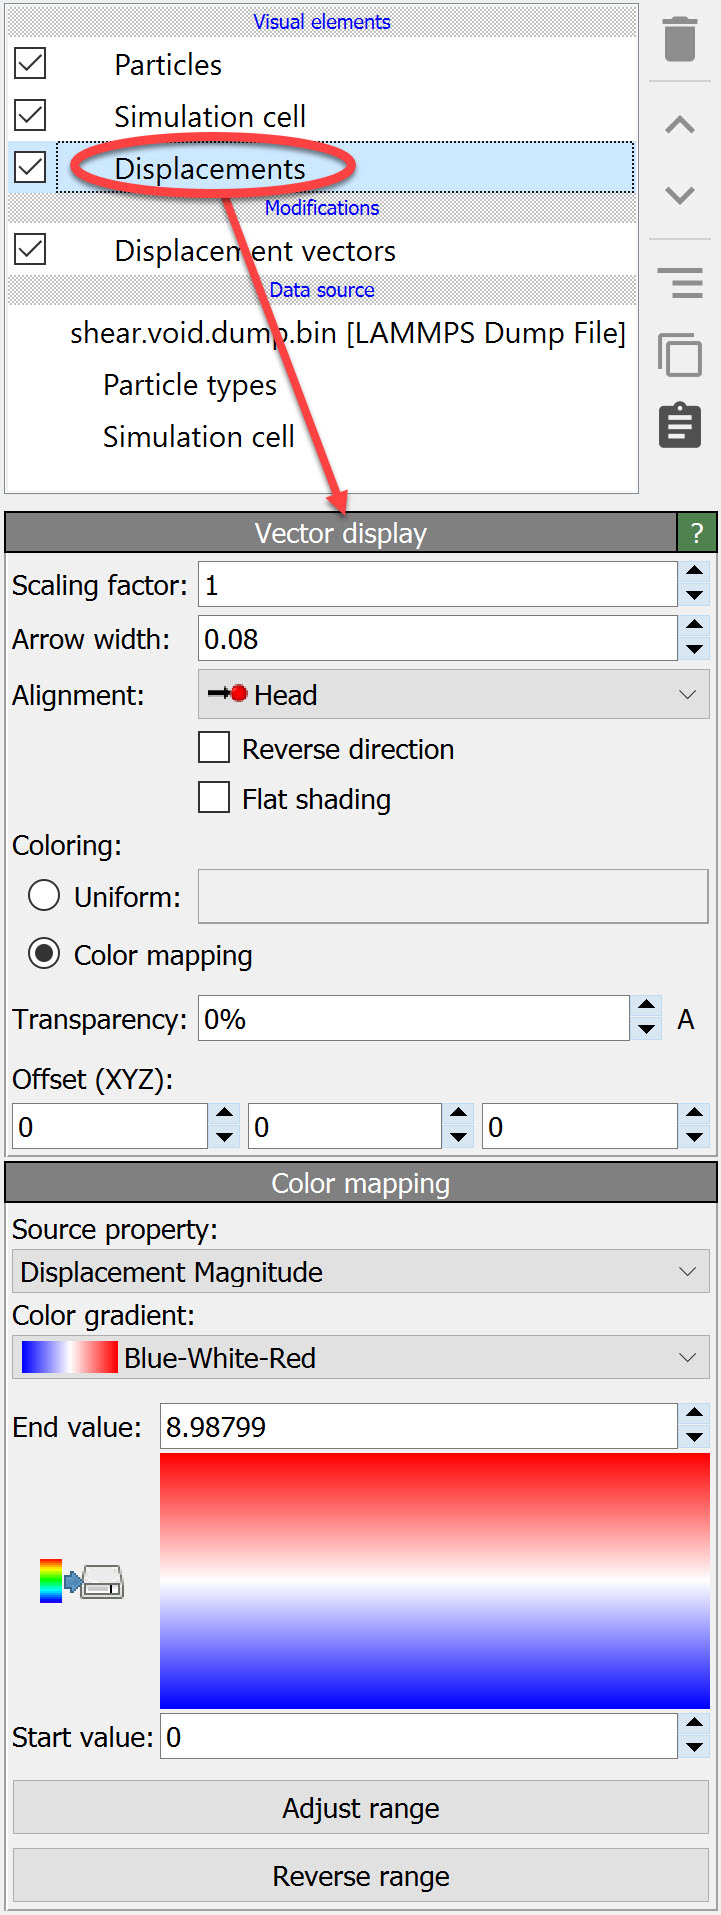 Visual elements
Particles
Simulation cell
Displacements
Modifications
Displacement vectors
Data source
shear.void.dump.bin [LAMMPS Dump File]
Particle types
Simulation cell
Vector display ?
Scaling factor: 1
Arrow width: 0.08
Alignment: Head
Reverse direction
Flat shading
Coloring:
Uniform:
Color mapping
Transparency: 0% A
Offset (XYZ):
0 0 0
Color mapping
Source property:
Displacement Magnitude
Color gradient:
Blue-White-Red
End value: 8.98799
Start value: 0
Adjust range
Reverse range